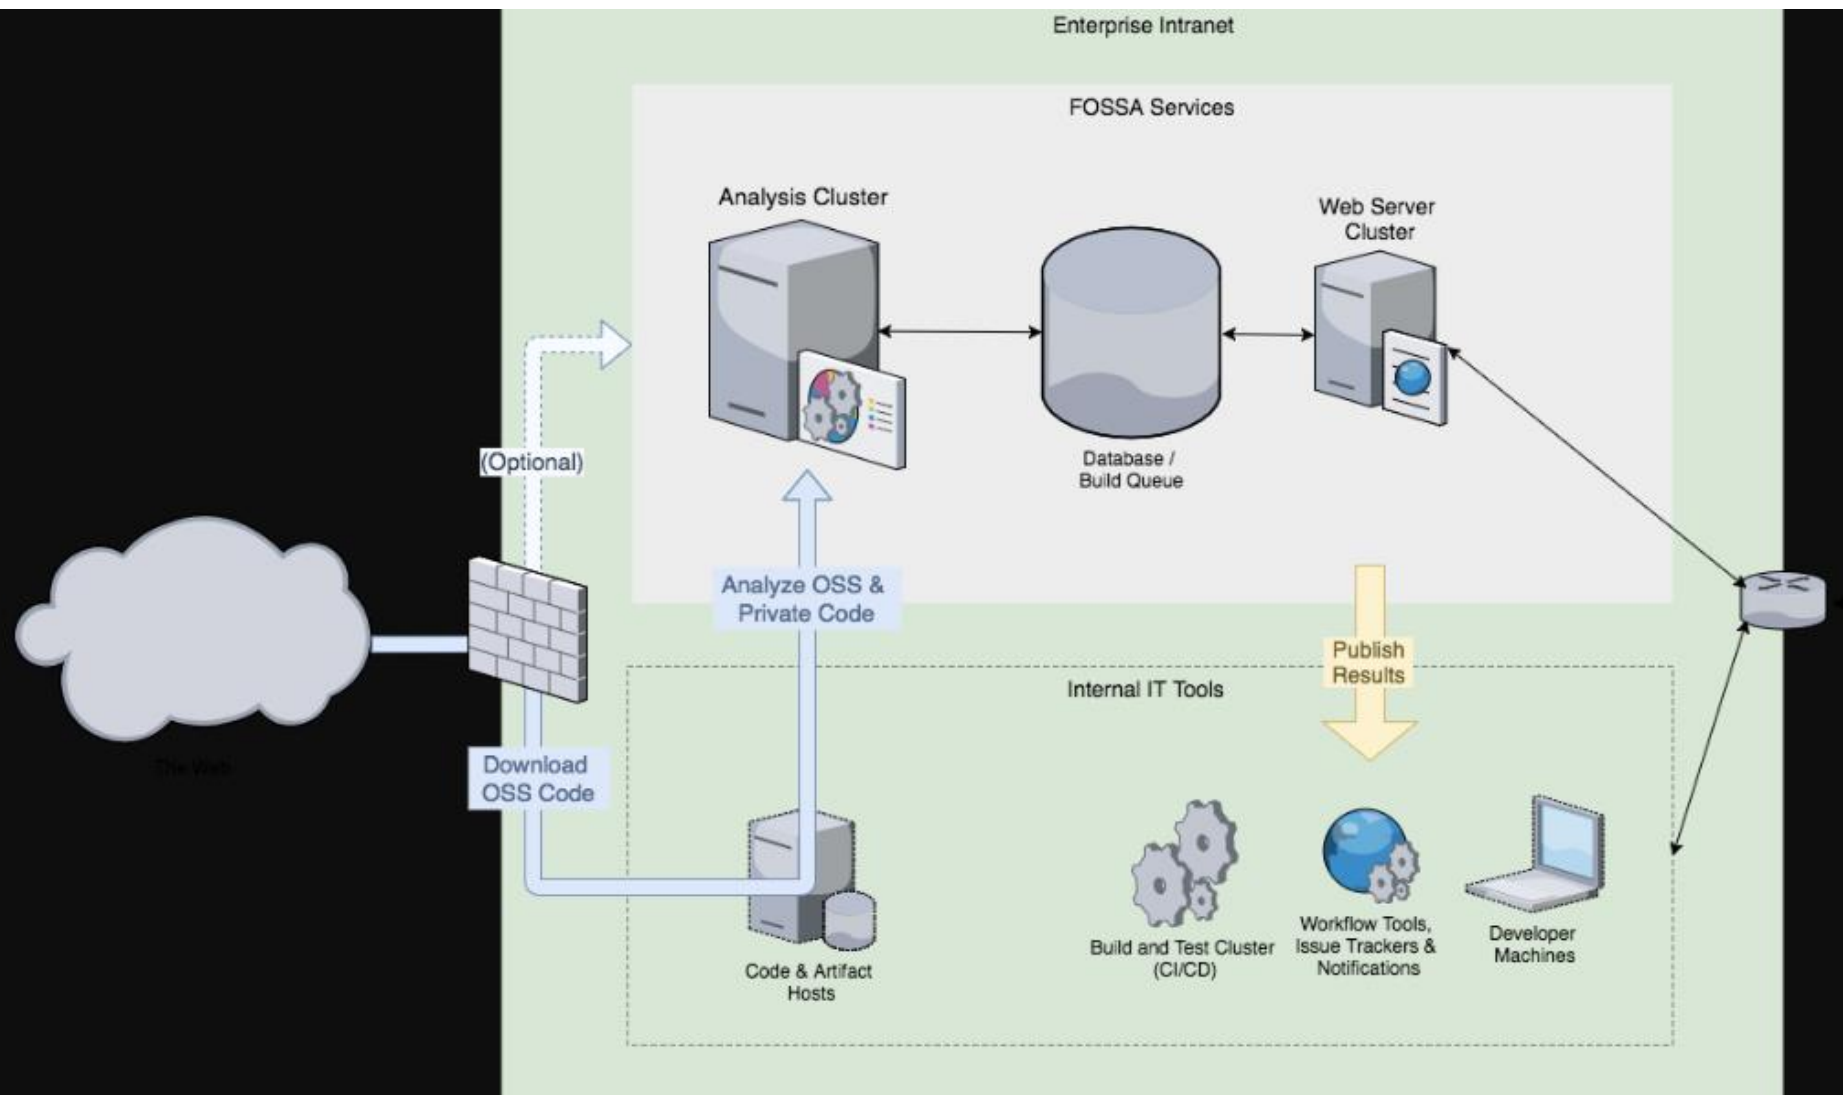 Enterprise Intranet
FOSSA Services
Analysis Cluster
Web Server
Cluster
Database /
Build Queue
(Optional)
Analyze OSS &
Private Code
Publish
Results
Internal IT Tools
The Web
Download
OSS Code
Code & Artifact
Hosts
Build and Test Cluster
(CI/CD)
Workflow Tools,
Issue Trackers &
Notifications
Developer
Machines